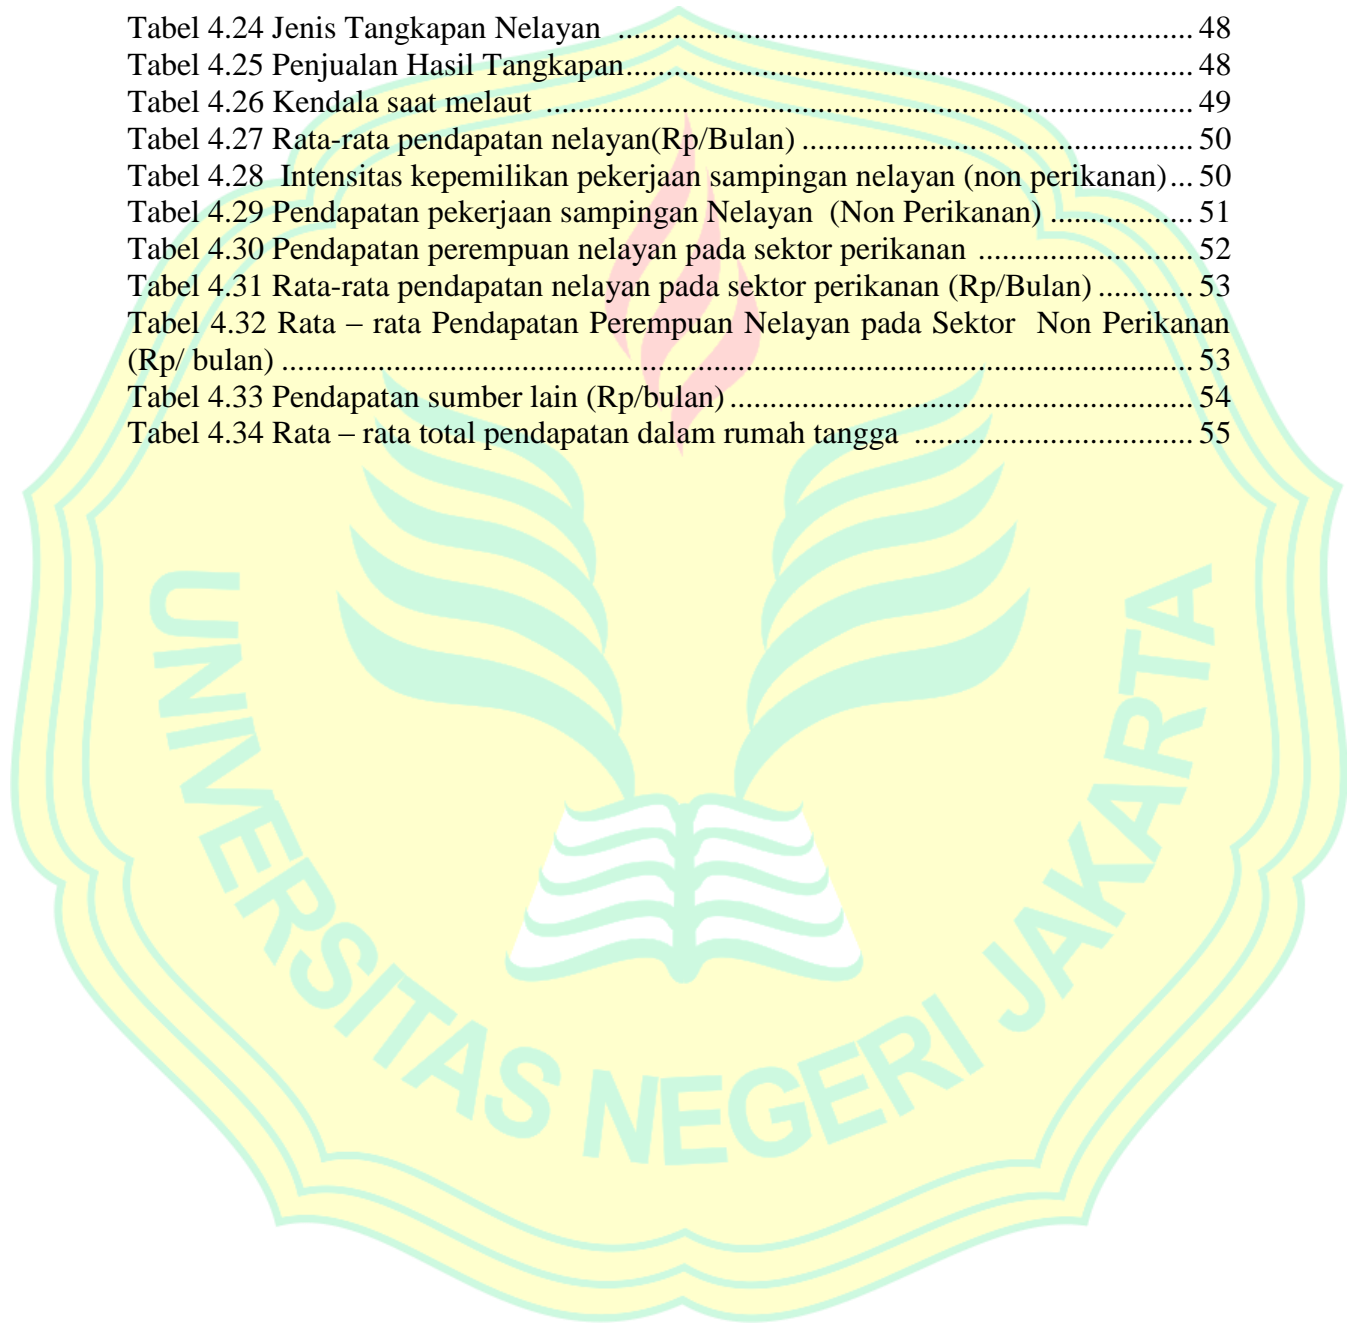 Tabel 4.24 Jenis Tangkapan Nelayan ........................................................................ 48
Tabel 4.25 Penjualan Hasil Tangkapan....................................................................... 48
Tabel 4.26 Kendala saat melaut ................................................................................. 49
Tabel 4.27 Rata-rata pendapatan nelayan(Rp/Bulan) ................................................. 50
Tabel 4.28 Intensitas kepemilikan pekerjaan sampingan nelayan (non perikanan)... 50
Tabel 4.29 Pendapatan pekerjaan sampingan Nelayan (Non Perikanan) .................. 51
Tabel 4.30 Pendapatan perempuan nelayan pada sektor perikanan ........................... 52
Tabel 4.31 Rata-rata pendapatan nelayan pada sektor perikanan (Rp/Bulan) ............ 53
Tabel 4.32 Rata – rata Pendapatan Perempuan Nelayan pada Sektor Non Perikanan
(Rp/ bulan) .................................................................................................................. 53
Tabel 4.33 Pendapatan sumber lain (Rp/bulan) .......................................................... 54
Tabel 4.34 Rata – rata total pendapatan dalam rumah tangga ................................... 55
UNIVERSITAS NEGERI JAKARTA